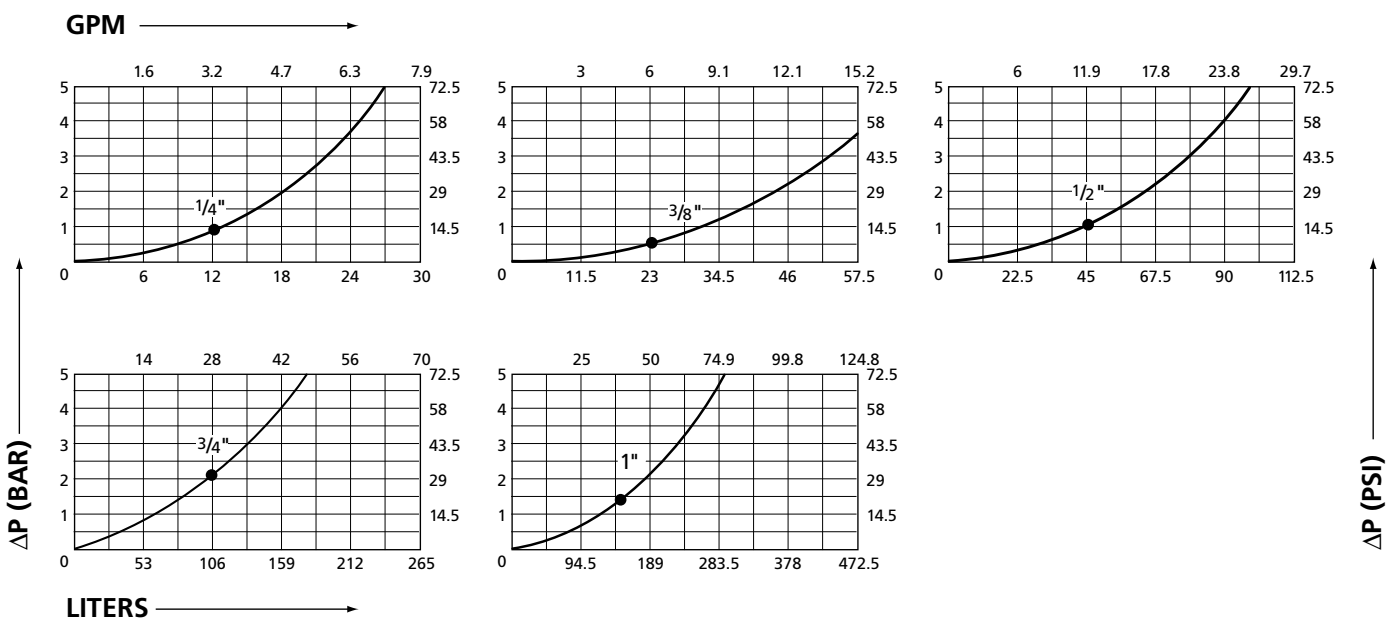 GPM
1.6 3.2 4.7 6.3 7.9
5 72.5
4 58
3 43.5
2 29
1/4"
1 14.5
0 6 12 18 24 30
3 6 9.1 12.1 15.2
5 72.5
4 58
3 43.5
2 29
3/8"
1 14.5
0 11.5 23 34.5 46 57.5
6 11.9 17.8 23.8 29.7
5 72.5
4 58
3 43.5
2 29
1/2"
1 14.5
0 22.5 45 67.5 90 112.5
14 28 42 56 70
5 72.5
4 58
3 43.5
3/4"
2 29
1 14.5
0 53 106 159 212 265
25 50 74.9 99.8 124.8
5 72.5
4 58
3 43.5
1"
2 29
1 14.5
0 94.5 189 283.5 378 472.5
ΔP (BAR)
ΔP (PSI)
LITERS